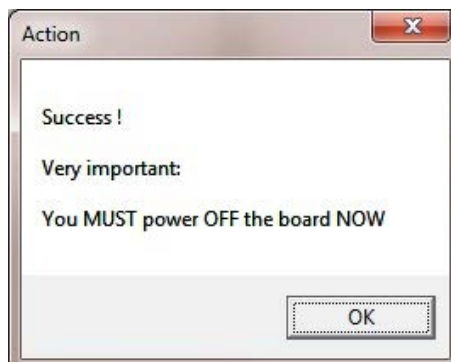 Action
Success !
Very important:
You MUST power OFF the board NOW
OK